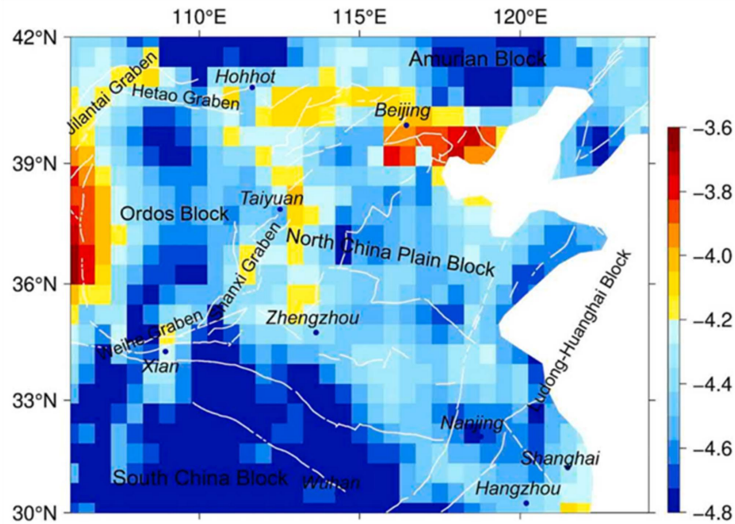 110°E 115°E 120°E
42°N
Amurian Block
Jilantai Graben
Hohhot
Hetao Graben
Beijing
-3.6
39°N
-3.8
Taiyuan
Ordos Block
-4.0
North China Plain Block
Shanxi Graben
36°N
-4.2
Zhengzhou
Weihe Graben
Ludong-Huanghai Block
Xian
-4.4
33°N
Nanjing
-4.6
Shanghai
South China Block
Wuhan
Hangzhou
30°N
-4.8